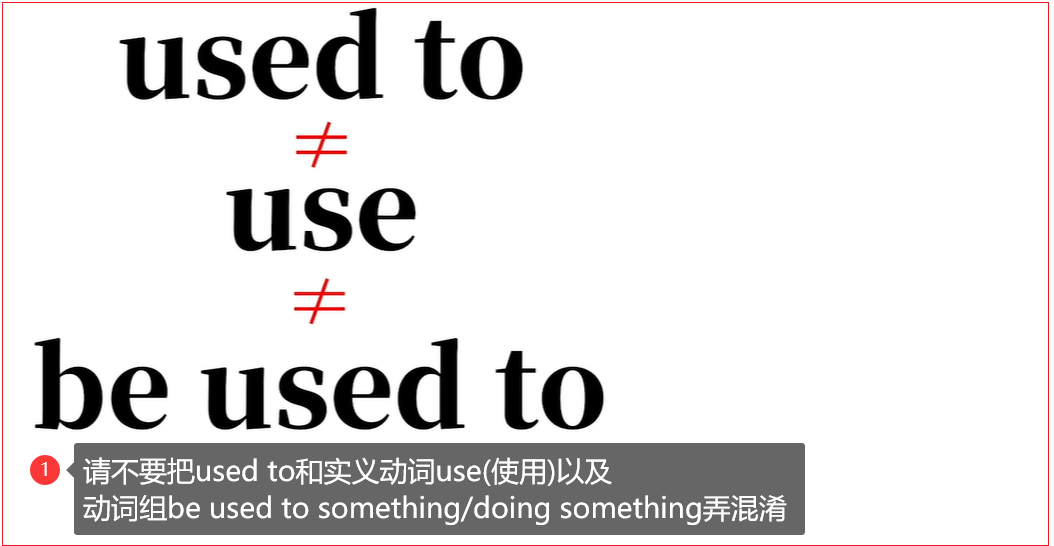 used to
≠
use
≠
be used to
1 请不要把used to和实义动词use(使用)以及
动词组be used to something/doing something弄混淆